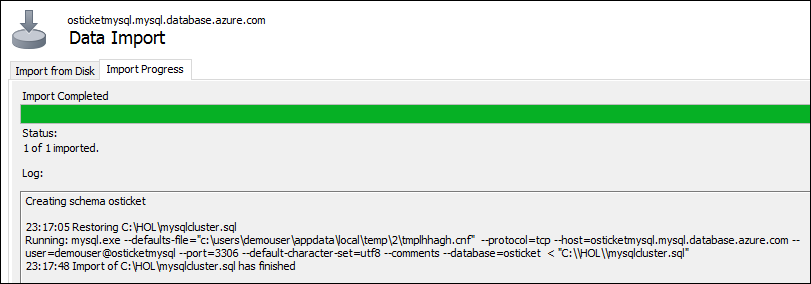 osticketmysql.mysql.database.azure.com
Data Import
Import from Disk Import Progress
Import Completed
Status:
1 of 1 imported.
Log:
Creating schema osticket
23:17:05 Restoring C:\HOL\mysqlcluster.sql
Running: mysql.exe --defaults-file="c:\users\demouser\appdata\local\temp\2\tmplhhagh.cnf" --protocol=tcp --host=osticketmysql.mysql.database.azure.com --
user=demouser@osticketmysql --port=3306 --default-character-set=utf8 --comments --database=osticket < "C:\\HOL\\mysqlcluster.sql"
23:17:48 Import of C:\HOL\mysqlcluster.sql has finished